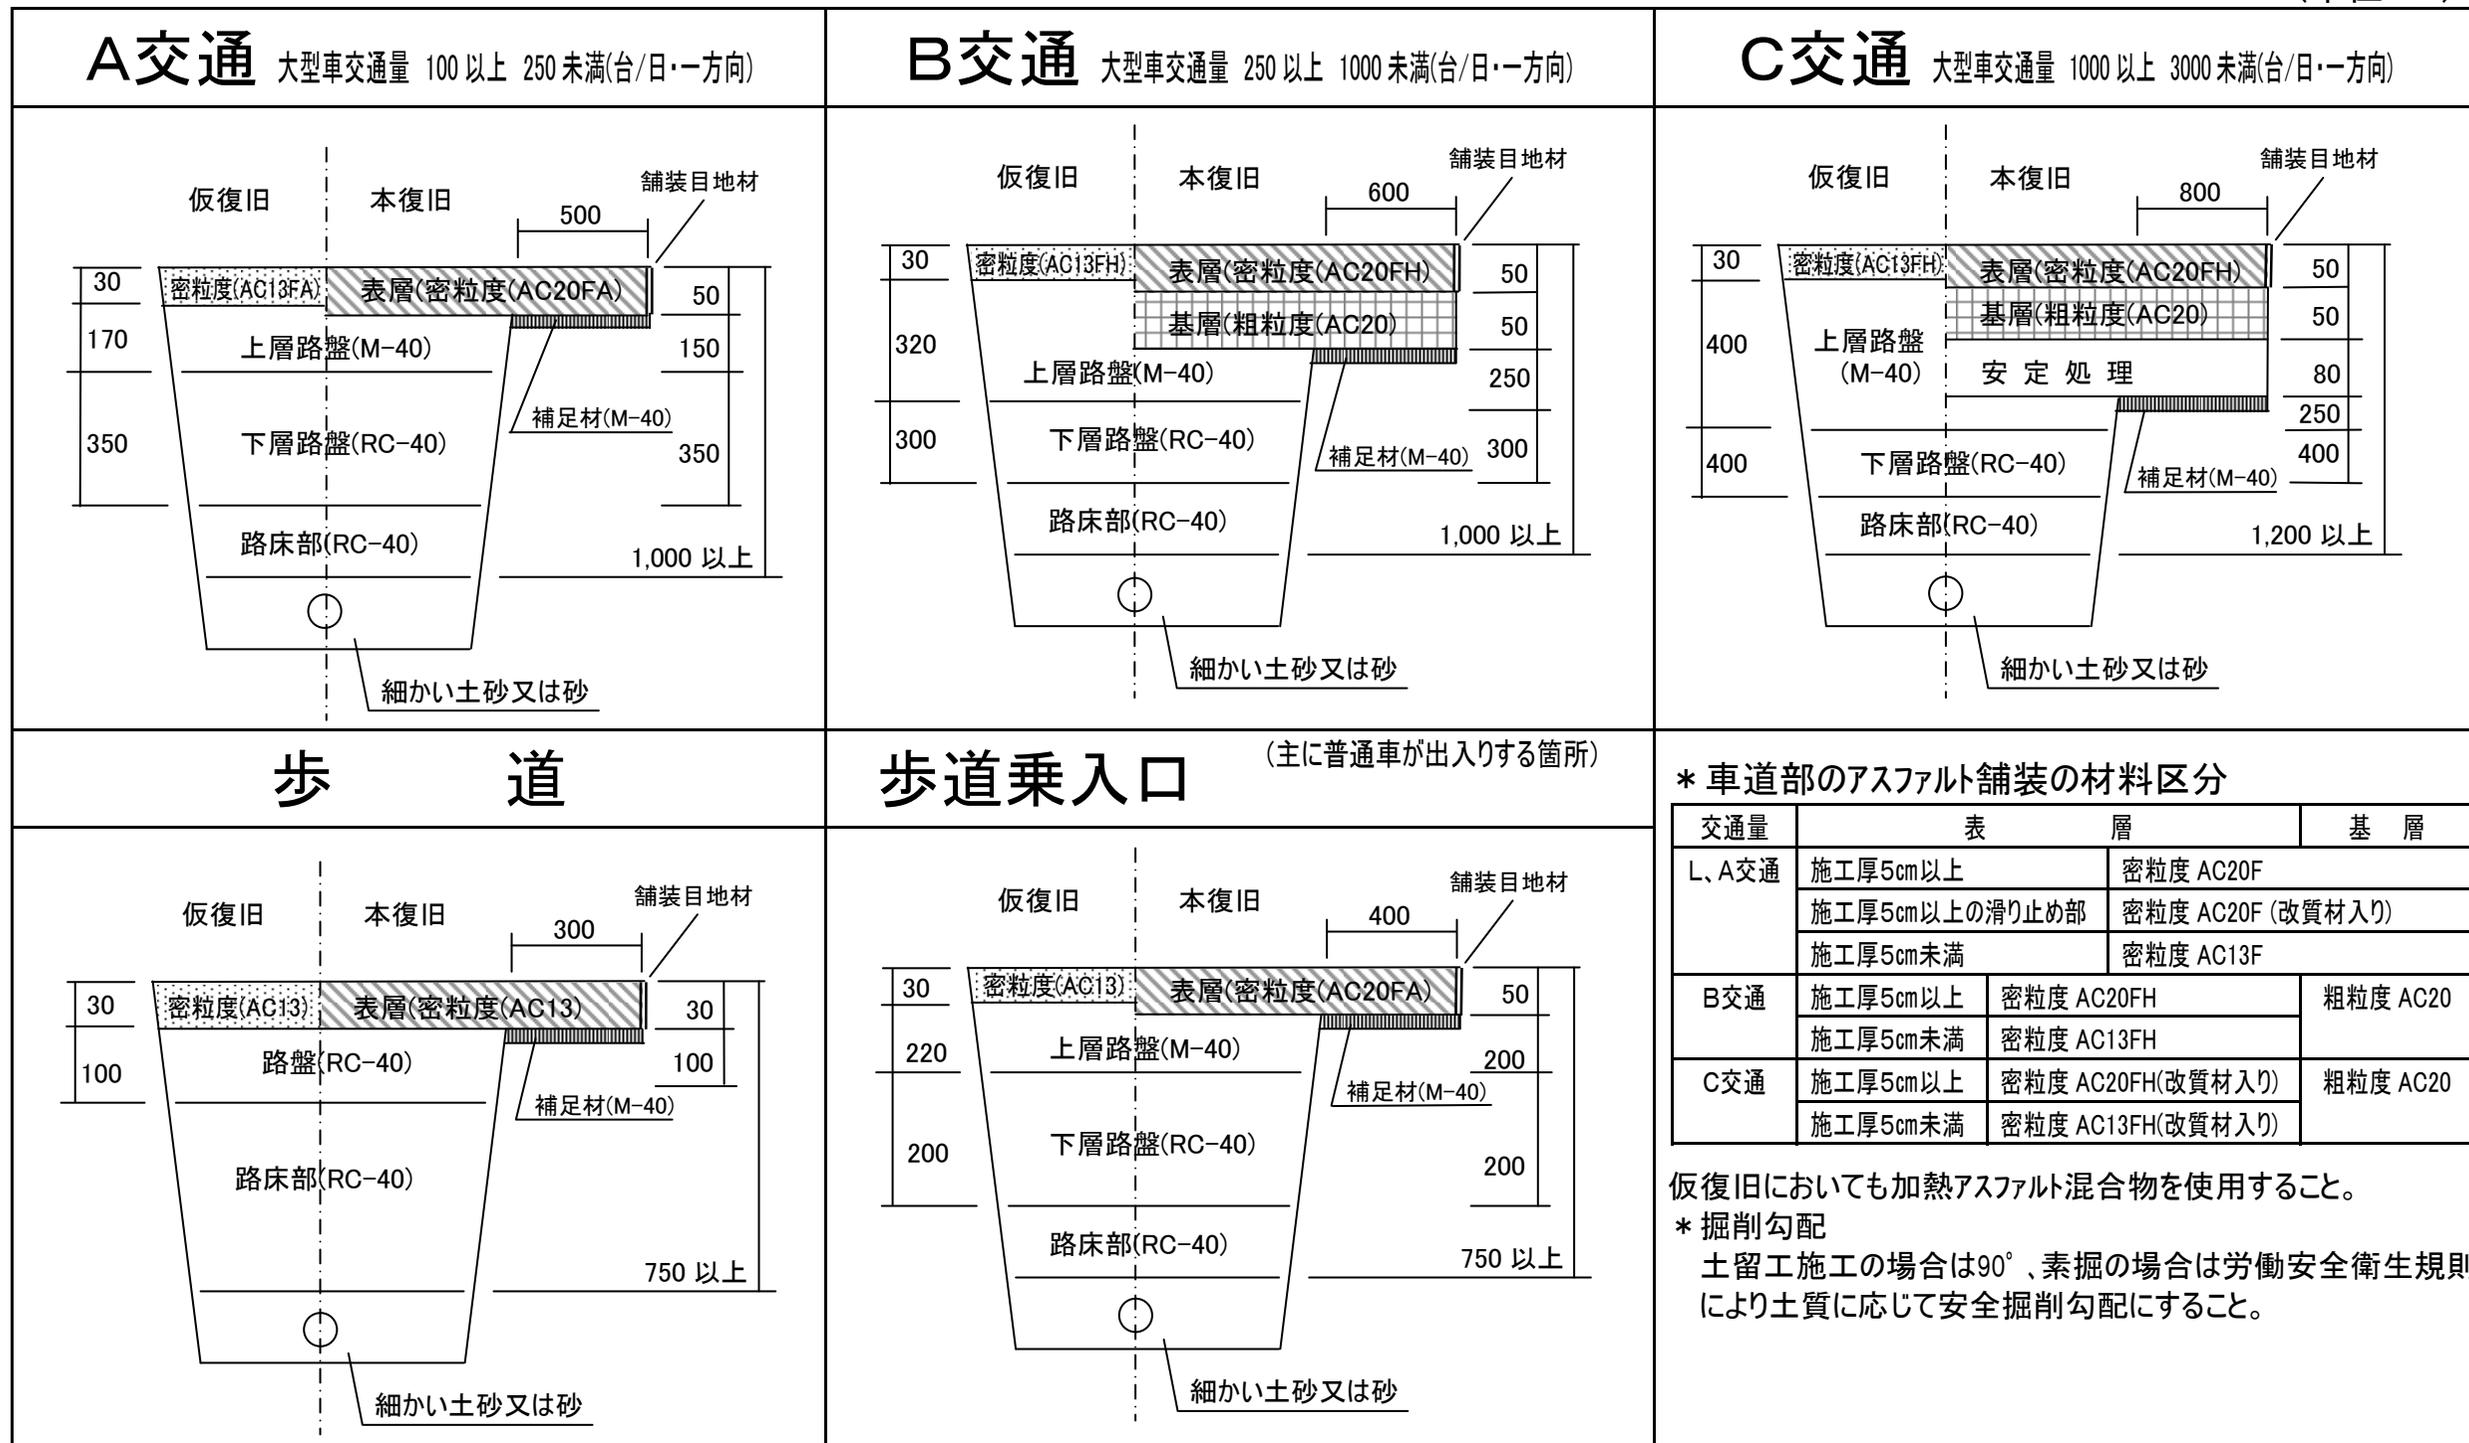 A交通 大型車交通量 100以上 250未満(台/日・一方向)
仮復旧
本復旧
舗装目地材
500
30
密粒度(AC13FA)
表層(密粒度(AC20FA)
50
170
上層路盤(M-40)
150
補足材(M-40)
350
下層路盤(RC-40)
350
路床部(RC-40)
1,000 以上
細かい土砂又は砂
B交通 大型車交通量 250以上 1000未満(台/日・一方向)
仮復旧
本復旧
舗装目地材
600
30
密粒度(AC13FH)
表層(密粒度(AC20FH)
50
基層(粗粒度(AC20)
50
320
上層路盤(M-40)
250
300
下層路盤(RC-40)
補足材(M-40)
300
路床部(RC-40)
1,000 以上
細かい土砂又は砂
C交通 大型車交通量 1000以上 3000未満(台/日・一方向)
仮復旧
本復旧
舗装目地材
800
30
密粒度(AC13FH)
表層(密粒度(AC20FH)
50
基層(粗粒度(AC20)
50
400
上層路盤
(M-40)
安 定 処 理
80
250
400
400
下層路盤(RC-40)
補足材(M-40)
路床部(RC-40)
1,200 以上
細かい土砂又は砂
歩 道
仮復旧
本復旧
舗装目地材
300
30
密粒度(AC13)
表層(密粒度(AC13)
30
100
路盤(RC-40)
100
補足材(M-40)
路床部(RC-40)
750 以上
細かい土砂又は砂
歩道乗入口 (主に普通車が出入りする箇所)
仮復旧
本復旧
舗装目地材
400
30
密粒度(AC13)
表層(密粒度(AC20FA)
50
220
上層路盤(M-40)
200
補足材(M-40)
200
下層路盤(RC-40)
200
路床部(RC-40)
750 以上
細かい土砂又は砂
＊車道部のアスファルト舗装の材料区分
交通量 表 層 基 層
L、A交通 施工厚5㎝以上 密粒度 AC20F
施工厚5㎝以上の滑り止め部 密粒度 AC20F (改質材入り)
施工厚5㎝未満 密粒度 AC13F
B交通 施工厚5㎝以上 密粒度 AC20FH 粗粒度 AC20
施工厚5㎝未満 密粒度 AC13FH
C交通 施工厚5㎝以上 密粒度 AC20FH(改質材入り) 粗粒度 AC20
施工厚5㎝未満 密粒度 AC13FH(改質材入り)
仮復旧においても加熱アスファルト混合物を使用すること。
＊掘削勾配
土留工施工の場合は90°、素掘の場合は労働安全衛生規則
により土質に応じて安全掘削勾配にすること。